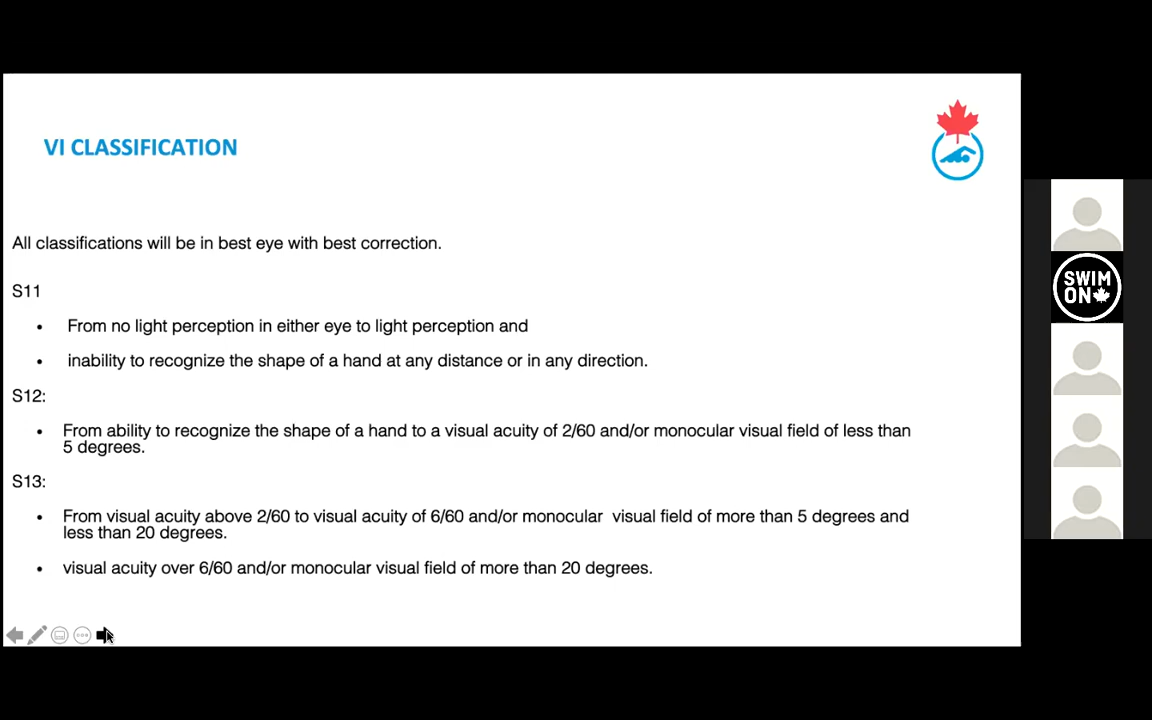 VI CLASSIFICATION
All classifications will be in best eye with best correction.
S11
• From no light perception in either eye to light perception and
• inability to recognize the shape of a hand at any distance or in any direction.
S12:
• From ability to recognize the shape of a hand to a visual acuity of 2/60 and/or monocular visual field of less than
5 degrees.
S13:
• From visual acuity above 2/60 to visual acuity of 6/60 and/or monocular  visual field of more than 5 degrees and
less than 20 degrees.
• visual acuity over 6/60 and/or monocular visual field of more than 20 degrees.
SWIM
ON